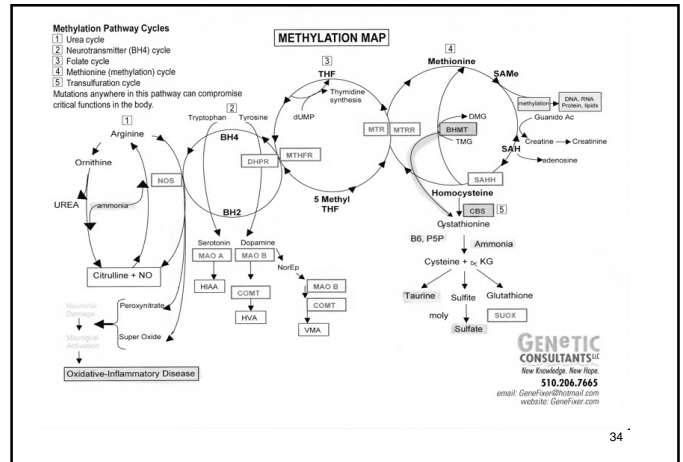 Methylation Pathway Cycles
1 Urea cycle
2 Neurotransmitter (BH4) cycle
3 Folate cycle
4 Methionine (methylation) cycle
5 Transulfuration cycle
Mutations anywhere in this pathway can compromise
critical functions in the body.
METHYLATION MAP
1
Arginine
Ornithine
NOS
UREA
ammonia
Citrulline + NO
Neuronal
Damage
Microglial
Activation
Peroxynitrate
Super Oxide
Oxidative-Inflammatory Disease
2
Tryptophan Tyrosine
BH4
DHPR
MTHFR
BH2
Serotonin Dopamine
MAO A
MAO B
NorEp
HIAA
COMT
HVA
MAO B
COMT
VMA
3
THF
Thymidine
synthesis
dUMP
5 Methyl
THF
MTR
MTRR
4
Methionine
SAMe
methylation
DNA, RNA
Protein, lipids
DMG
BHMT
TMG
Guanido Ac
Creatine
Creatinine
SAH
adenosine
SAHH
Homocysteine
CBS
5
Cystathionine
B6, P5P
Ammonia
Cysteine + KG
Taurine
Sulfite
Glutathione
moly
SUOX
Sulfate
GENeTIC
CONSULTANTS LLC
New Knowledge. New Hope.
510.206.7665
email: GeneFixer@hotmail.com
website: GeneFixer.com
34